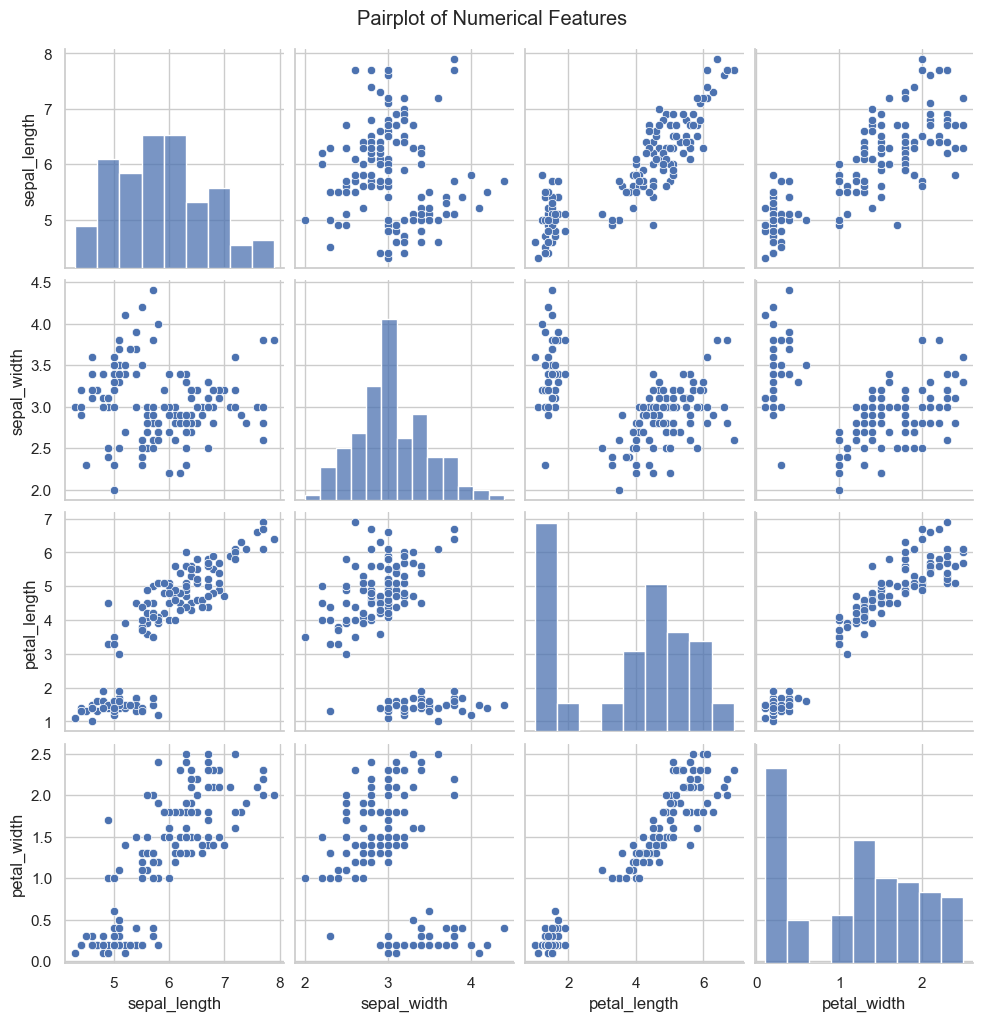 Pairplot of Numerical Features
8
7
6
5
sepal_length
4.5
4.0
3.5
3.0
2.5
2.0
sepal_width
7
6
5
4
3
2
1
petal_length
2.5
2.0
1.5
1.0
0.5
0.0
petal_width
5 6 7 8
2 3 4
2 4 6
0 1 2
sepal_length
sepal_width
petal_length
petal_width